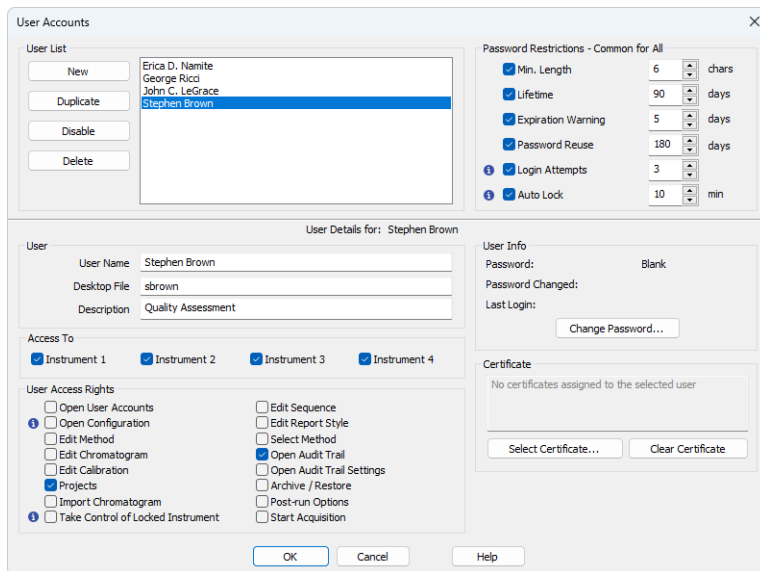 User Accounts
User List
New
Duplicate
Disable
Delete
Erica D. Namite
George Ricci
John C. LeGrace
Stephen Brown
Password Restrictions - Common for All
Min. Length 6 chars
Lifetime 90 days
Expiration Warning 5 days
Password Reuse 180 days
Login Attempts 3
Auto Lock 10 min
User Details for: Stephen Brown
User
User Name Stephen Brown
Desktop File sbrown
Description Quality Assessment
User Info
Password: Blank
Password Changed:
Last Login:
Change Password...
Access To
Instrument 1 Instrument 2 Instrument 3 Instrument 4
Certificate
No certificates assigned to the selected user
Select Certificate... Clear Certificate
User Access Rights
Open User Accounts
Open Configuration
Edit Method
Edit Chromatogram
Edit Calibration
Projects
Import Chromatogram
Take Control of Locked Instrument
Edit Sequence
Edit Report Style
Select Method
Open Audit Trail
Open Audit Trail Settings
Archive / Restore
Post-run Options
Start Acquisition
OK Cancel Help